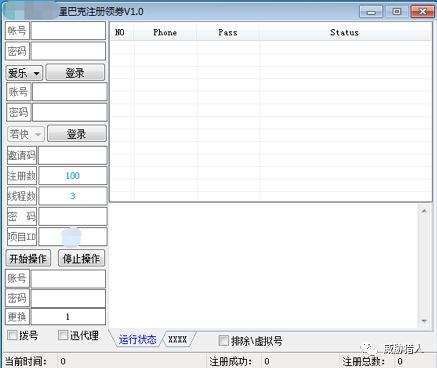 里巴克注册领券V1.0
帐号
密码
爱乐 登录
账号
密码
若快 登录
邀请码
注册数 100
线程数 3
密 码
项目ID
开始操作 停止操作
账号
密码
更换 1
拨号 迅代理
NO Phone Pass Status
运行状态 XXXX 排除\虚拟号
当前时间: 0 注册成功: 0 注册总数: 0
威胁猎人